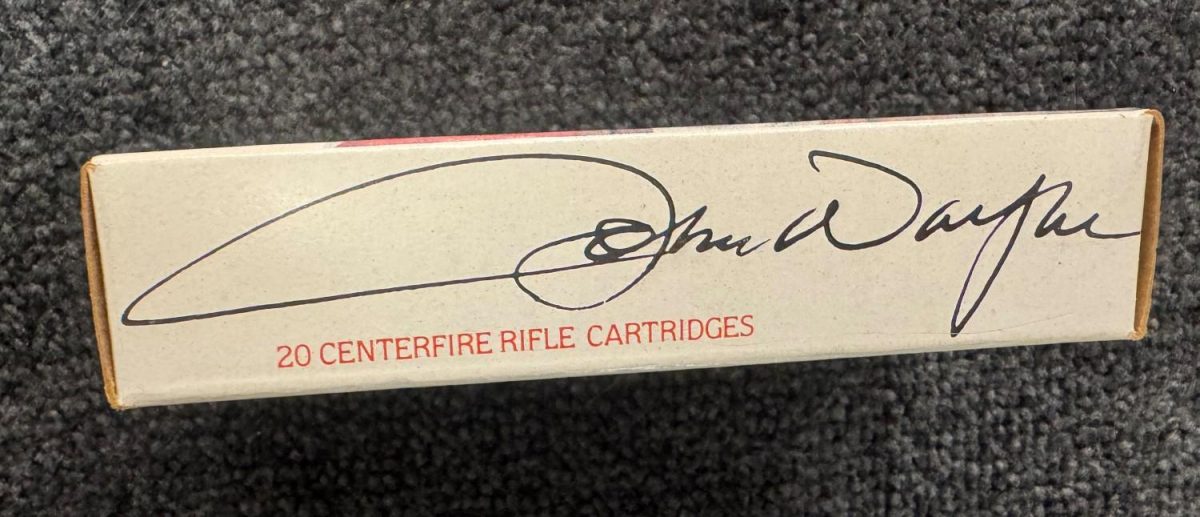 John Wayne
20 CENTERFIRE RIFLE CARTRIDGES